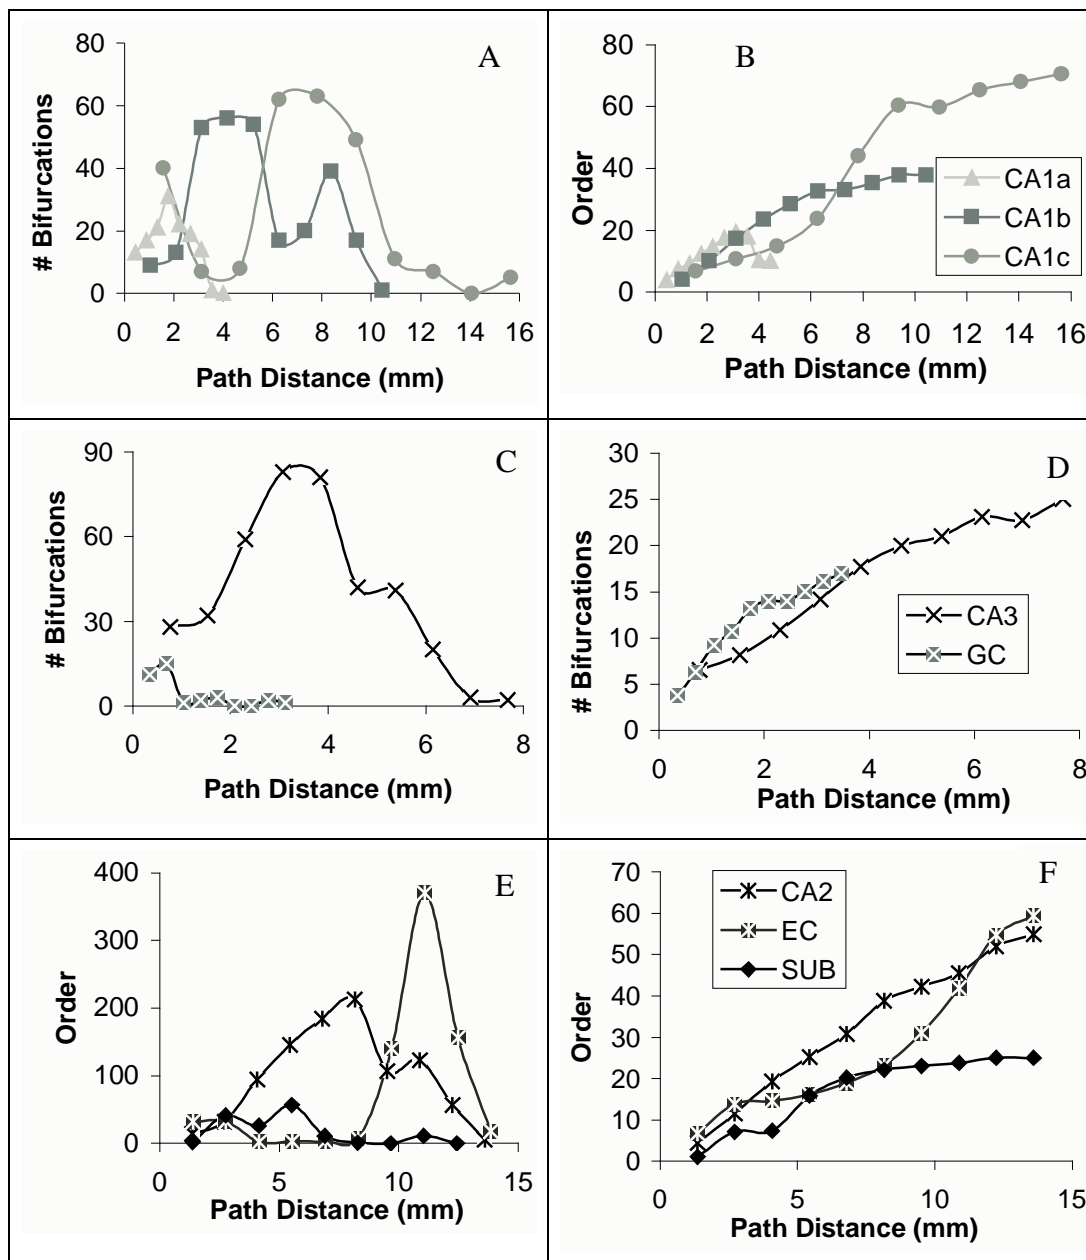 A
# Bifurcations
80
60
40
20
0
0 2 4 6 8 10 12 14 16
Path Distance (mm)
B
Order
80
60
40
20
0
CA1a
CA1b
CA1c
0 2 4 6 8 10 12 14 16
Path Distance (mm)
C
# Bifurcations
90
60
30
0
0 2 4 6 8
Path Distance (mm)
D
# Bifurcations
30
25
20
15
10
5
0
CA3
GC
0 2 4 6 8
Path Distance (mm)
E
Order
400
300
200
100
0
0 5 10 15
Path Distance (mm)
F
Order
70
60
50
40
30
20
10
0
CA2
EC
SUB
0 5 10 15
Path Distance (mm)